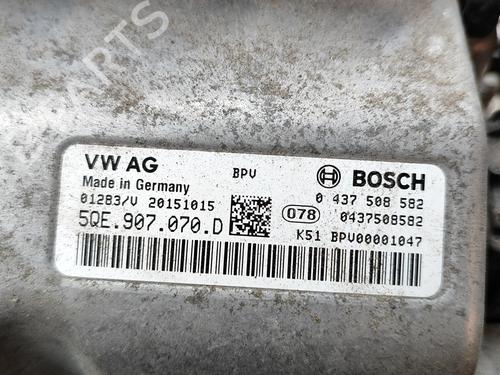 PARTS
VW AG
Made in Germany
BPV
BOSCH
01283/V 20151015
0 437 508 582
078
0437508582
5QE.907.070.D
K51 BPV00001047